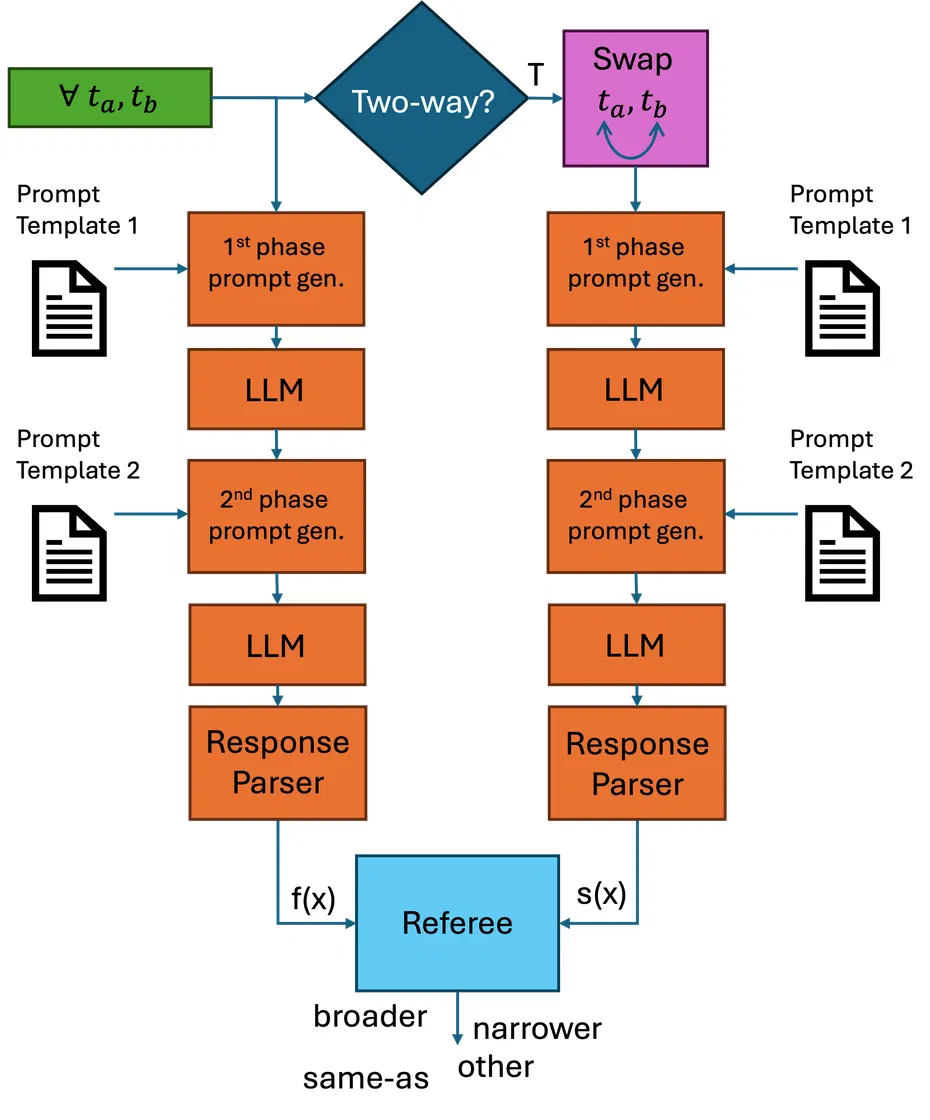 ∀ tₐ, t_b
Two-way?
T
Swap
tₐ, t_b
Prompt
Template 1
1st phase
prompt gen.
1st phase
prompt gen.
Prompt
Template 1
LLM
LLM
Prompt
Template 2
2nd phase
prompt gen.
2nd phase
prompt gen.
Prompt
Template 2
LLM
LLM
Response
Parser
Response
Parser
f(x)
Referee
s(x)
broader
narrower
other
same-as